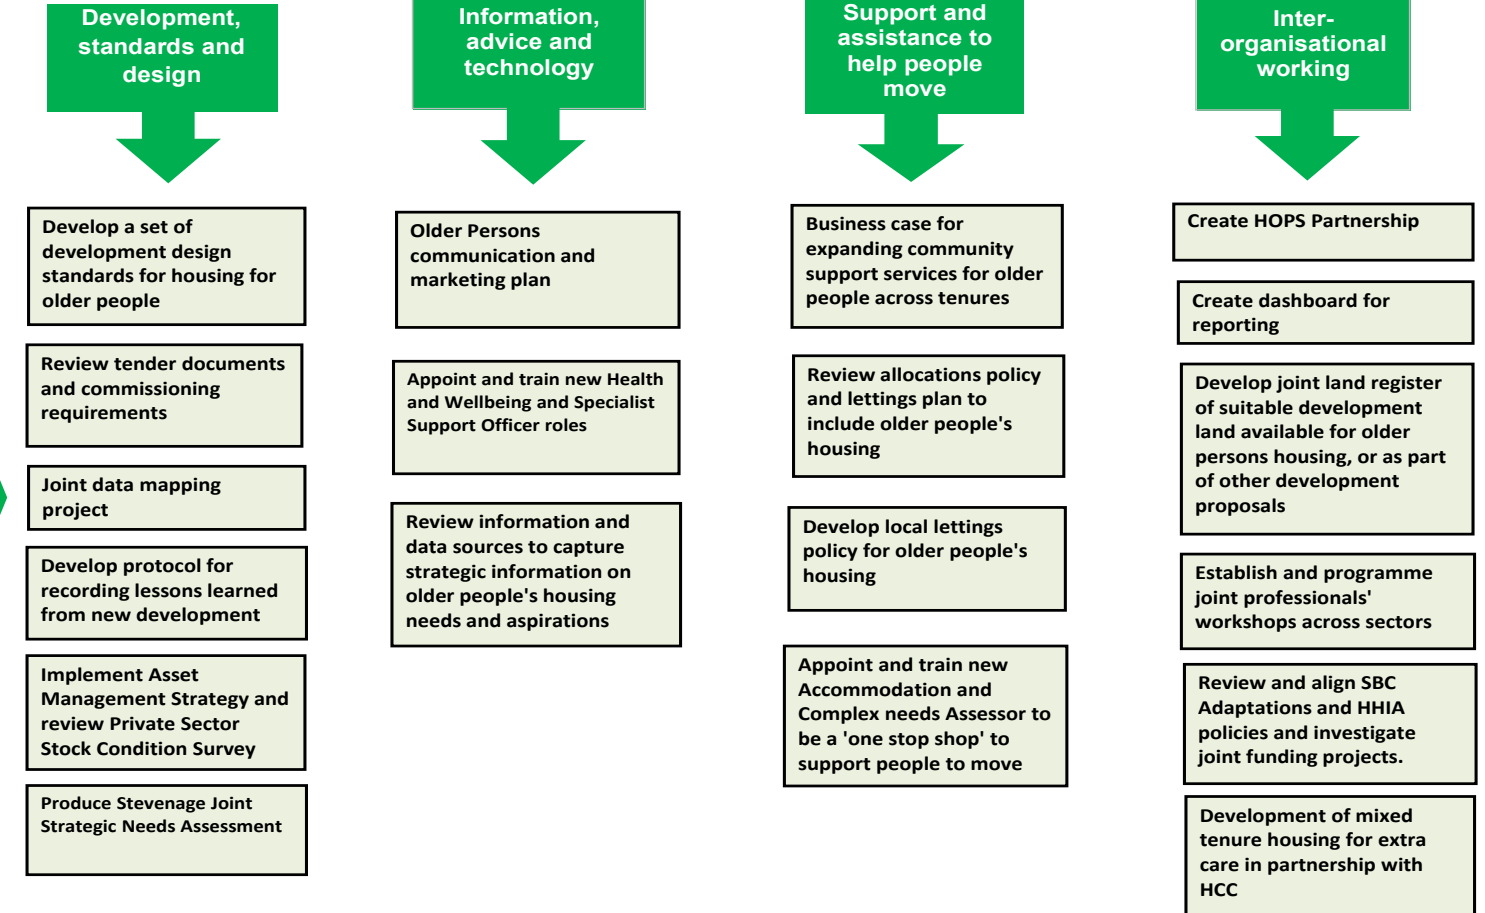 Development,
standards and
design
Develop a set of
development design
standards for housing for
older people
Review tender documents
and commissioning
requirements
Joint data mapping
project
Develop protocol for
recording lessons learned
from new development
Implement Asset
Management Strategy and
review Private Sector
Stock Condition Survey
Produce Stevenage Joint
Strategic Needs Assessment
Information,
advice and
technology
Older Persons
communication and
marketing plan
Appoint and train new Health
and Wellbeing and Specialist
Support Officer roles
Review information and
data sources to capture
strategic information on
older people's housing
needs and aspirations
Support and
assistance to
help people
move
Business case for
expanding community
support services for older
people across tenures
Review allocations policy
and lettings plan to
include older people's
housing
Develop local lettings
policy for older people's
housing
Appoint and train new
Accommodation and
Complex needs Assessor to
be a 'one stop shop' to
support people to move
Inter-
organisational
working
Create HOPS Partnership
Create dashboard for
reporting
Develop joint land register
of suitable development
land available for older
persons housing, or as part
of other development
proposals
Establish and programme
joint professionals'
workshops across sectors
Review and align SBC
Adaptations and HHIA
policies and investigate
joint funding projects.
Development of mixed
tenure housing for extra
care in partnership with
HCC